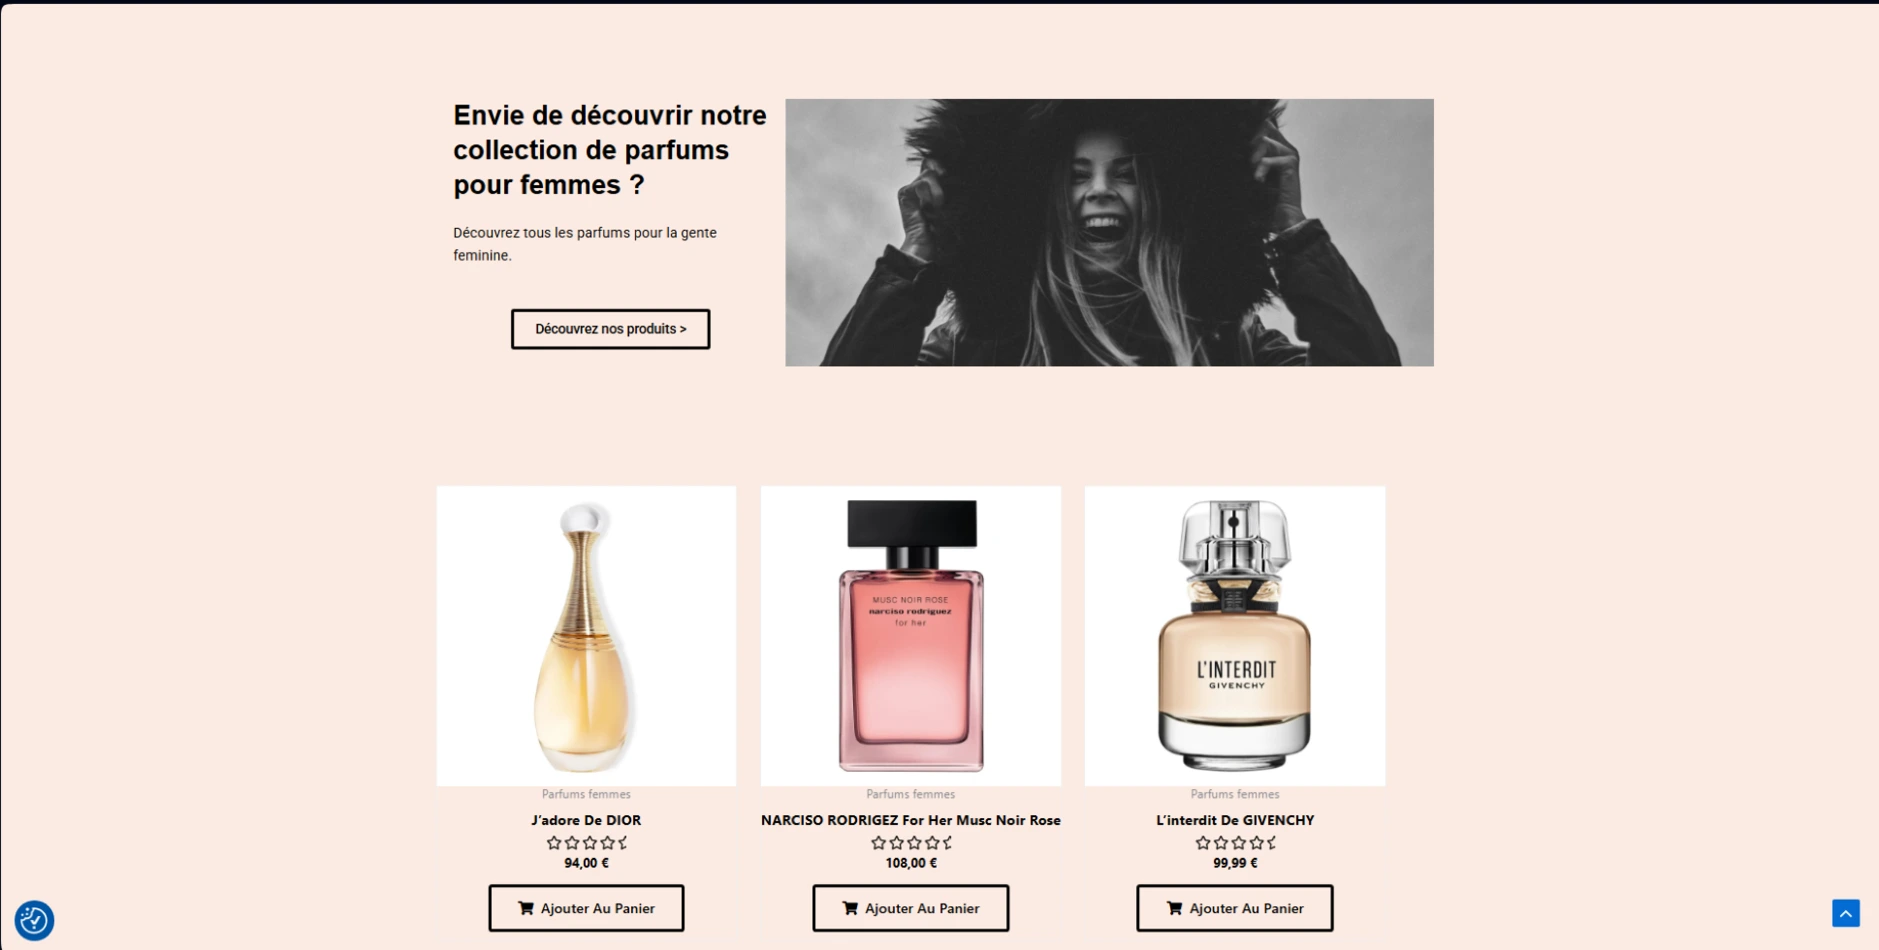 Envie de découvrir notre
collection de parfums
pour femmes ?
Découvrez tous les parfums pour la gente
feminine.
Découvrez nos produits >
MUSC NOIR ROSE
narciso rodriguez
for her
L'INTERDIT
GIVENCHY
Parfums femmes
J'adore De DIOR
94,00 €
Ajouter Au Panier
Parfums femmes
NARCISO RODRIGEZ For Her Musc Noir Rose
108,00 €
Ajouter Au Panier
Parfums femmes
L'interdit De GIVENCHY
99,99 €
Ajouter Au Panier